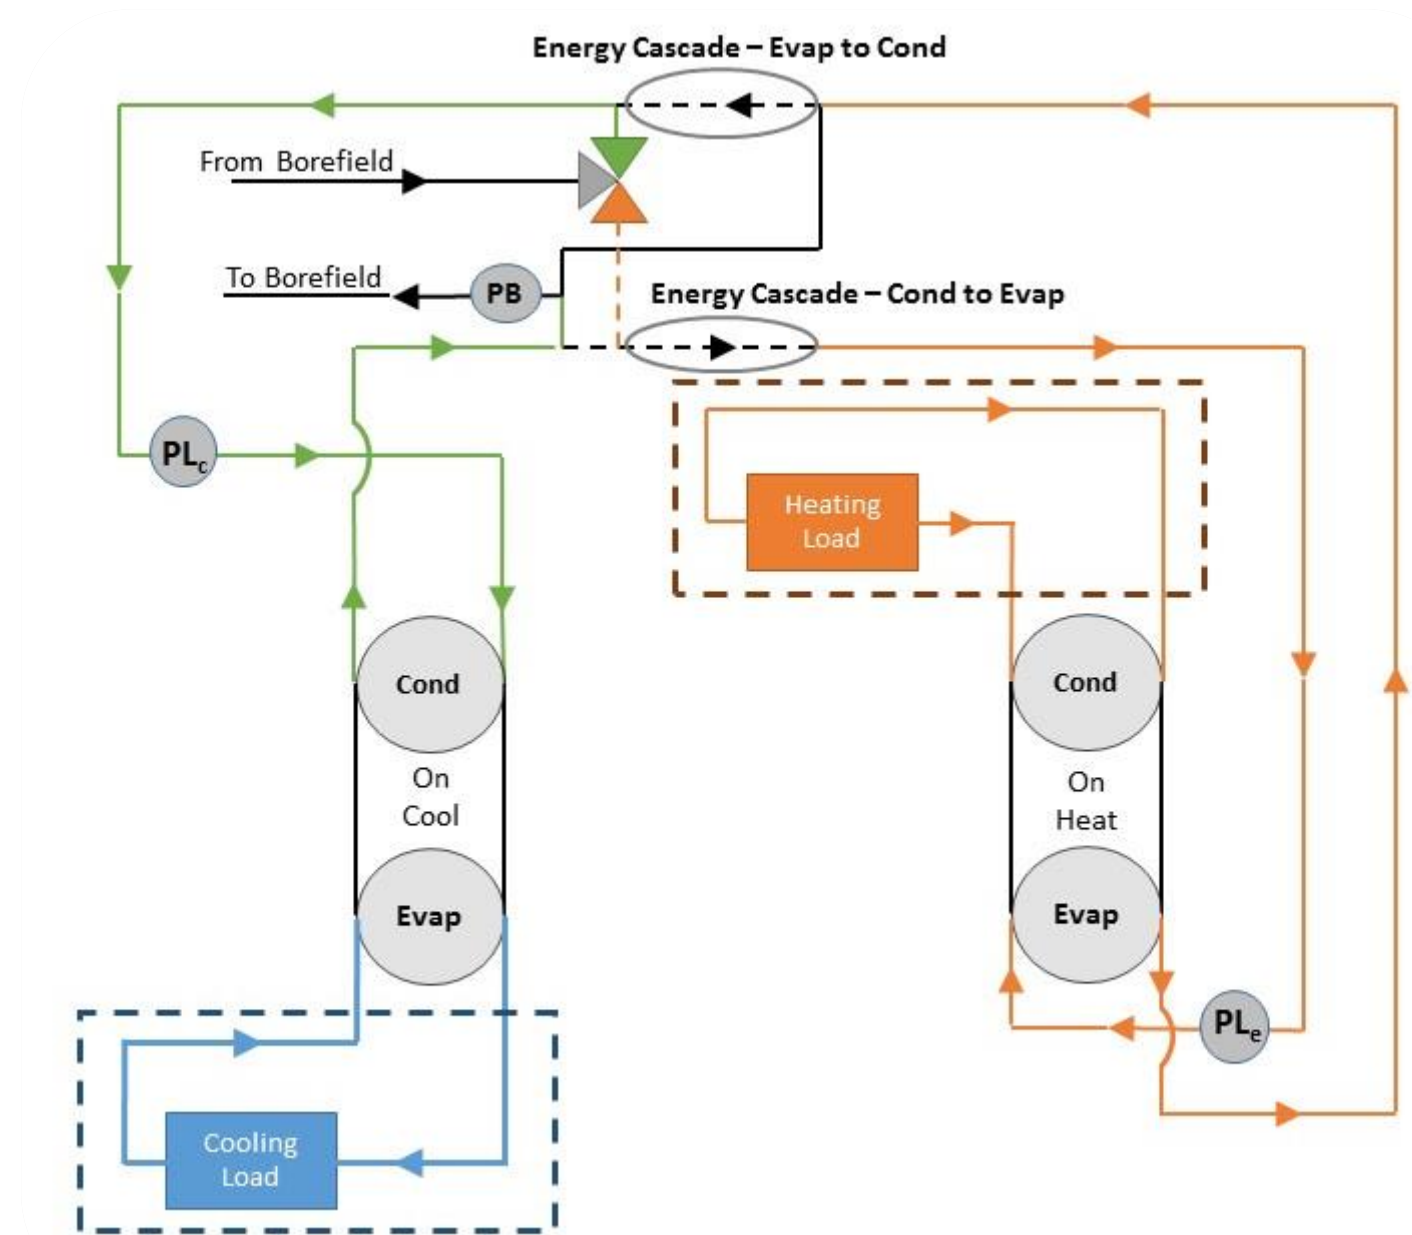 Energy Cascade – Evap to Cond
From Borefield
To Borefield
PB
Energy Cascade – Cond to Evap
PLc
Heating
Load
Cond
Cond
On
Cool
On
Heat
Evap
Evap
PLe
Cooling
Load